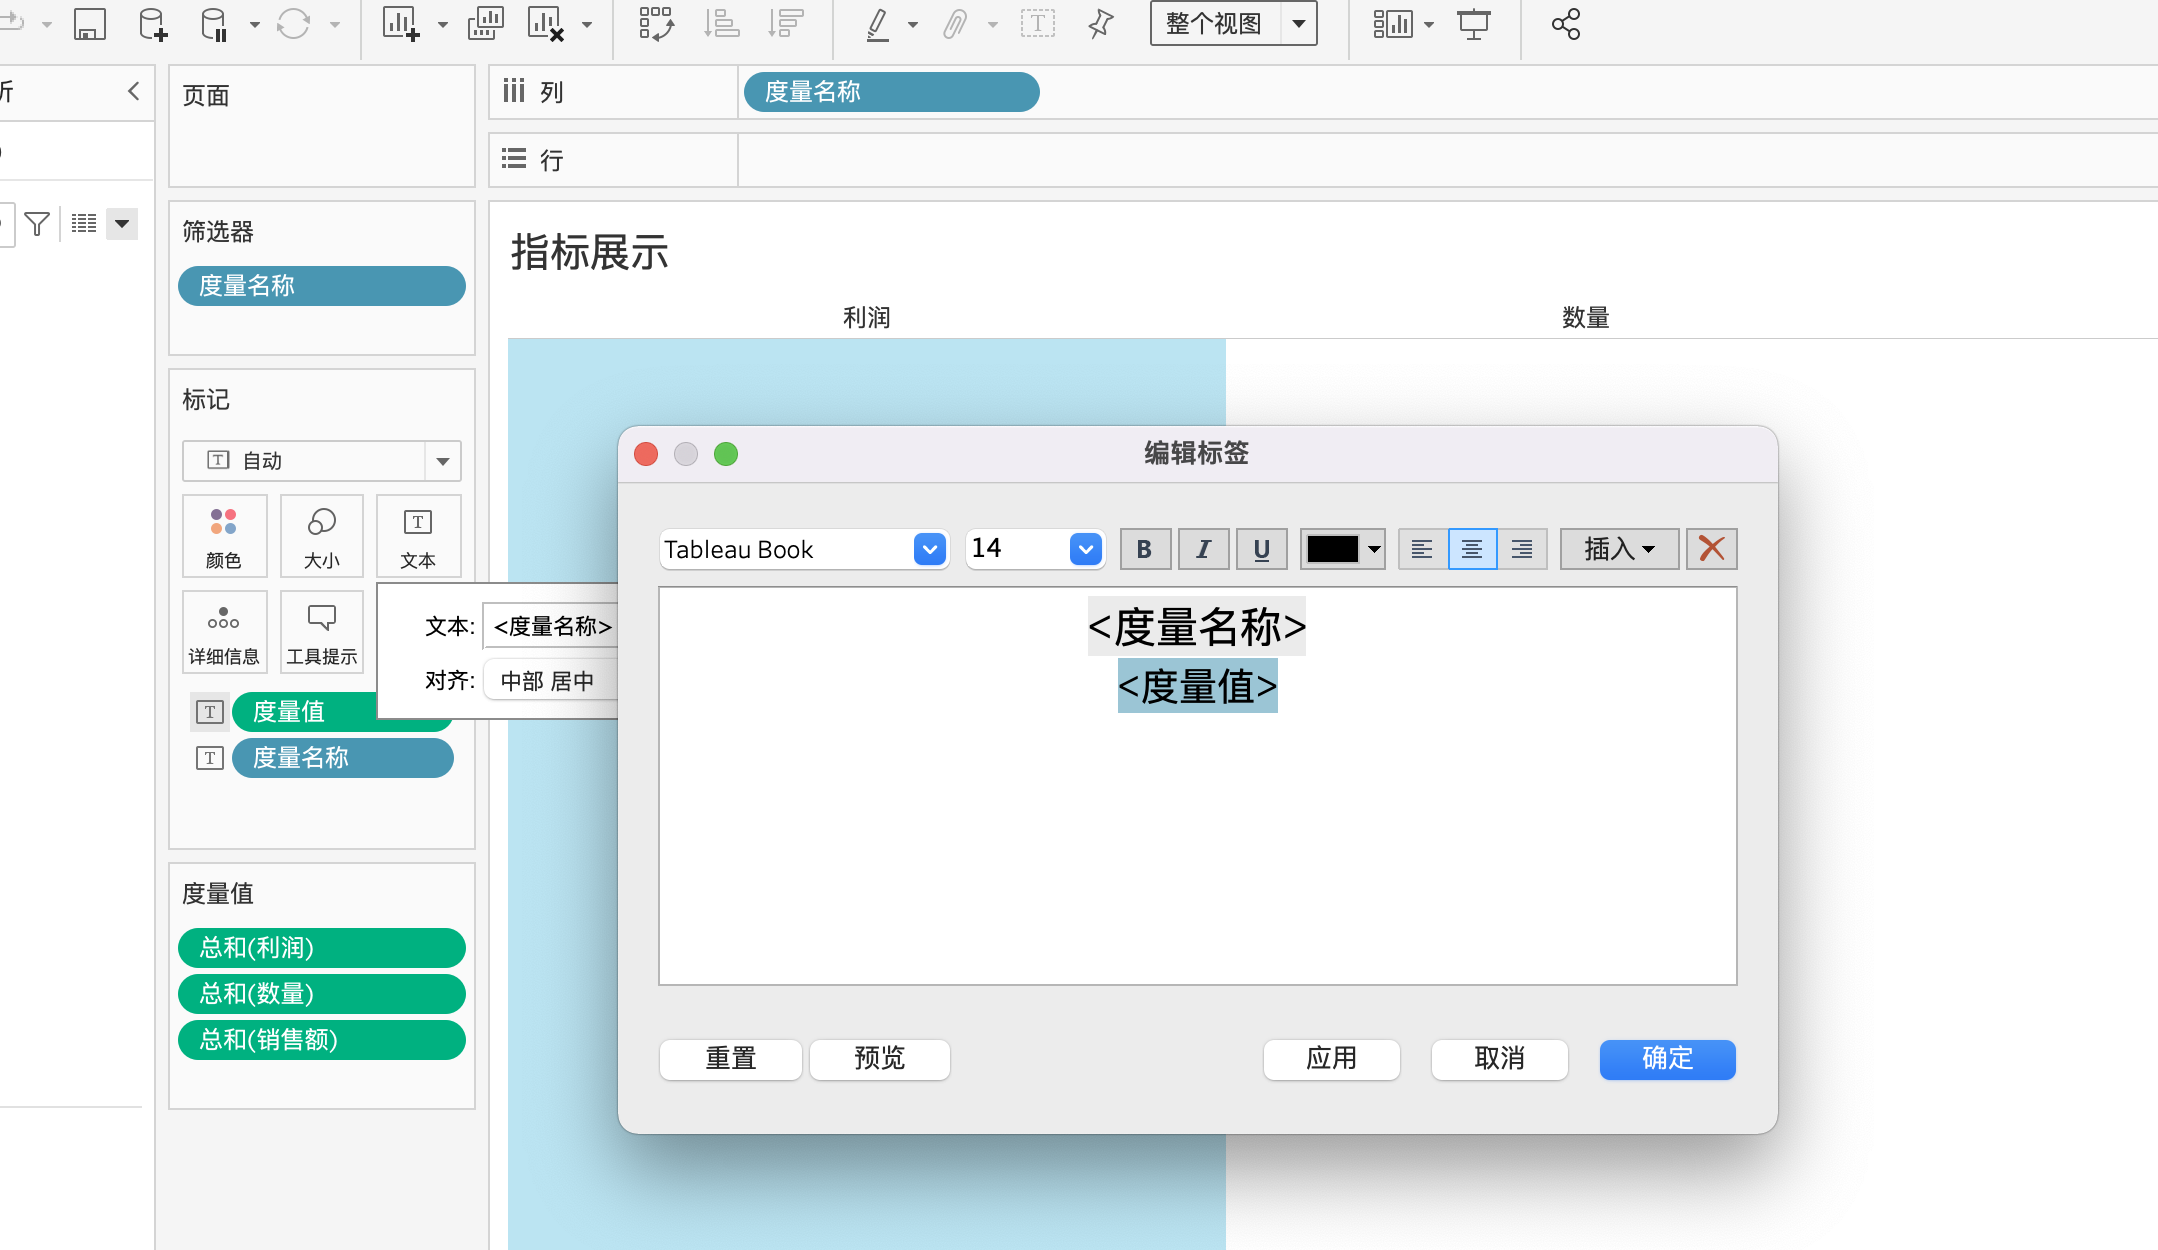 整个视图
析
页面
列
度量名称
行
筛选器
度量名称
指标展示
利润
数量
标记
自动
颜色
大小
文本
详细信息
工具提示
文本:
<度量名称>
对齐:
中部 居中
度量值
度量名称
度量值
总和(利润)
总和(数量)
总和(销售额)
编辑标签
Tableau Book
14
B
I
U
插入
<度量名称>
<度量值>
重置
预览
应用
取消
确定